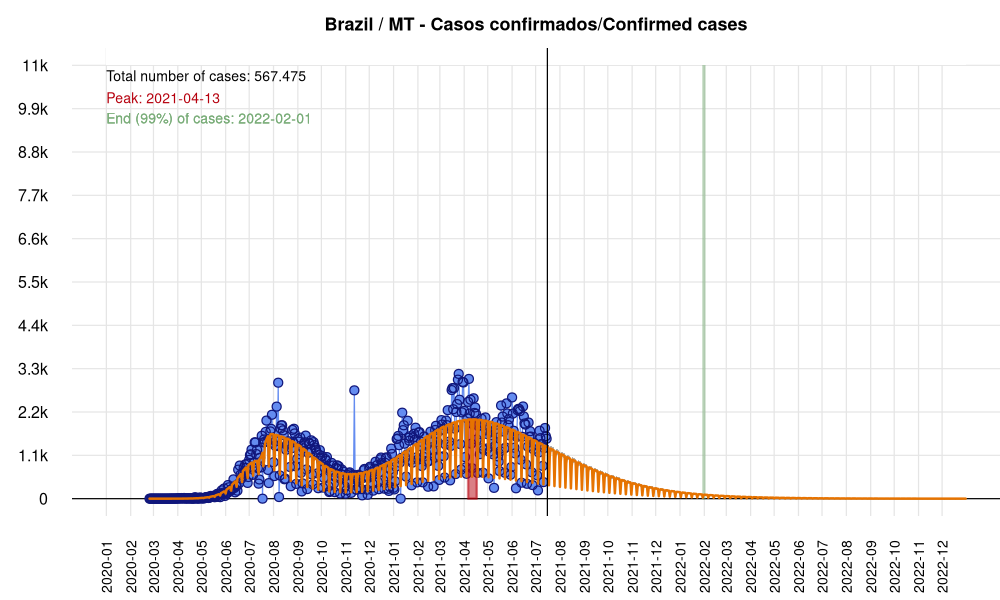 Brazil / MT - Casos confirmados/Confirmed cases
Total number of cases: 567.475
Peak: 2021-04-13
End (99%) of cases: 2022-02-01
11k
9.9k
8.8k
7.7k
6.6k
5.5k
4.4k
3.3k
2.2k
1.1k
0
2020-01
2020-02
2020-03
2020-04
2020-05
2020-06
2020-07
2020-08
2020-09
2020-10
2020-11
2020-12
2021-01
2021-02
2021-03
2021-04
2021-05
2021-06
2021-07
2021-08
2021-09
2021-10
2021-11
2021-12
2022-01
2022-02
2022-03
2022-04
2022-05
2022-06
2022-07
2022-08
2022-09
2022-10
2022-11
2022-12